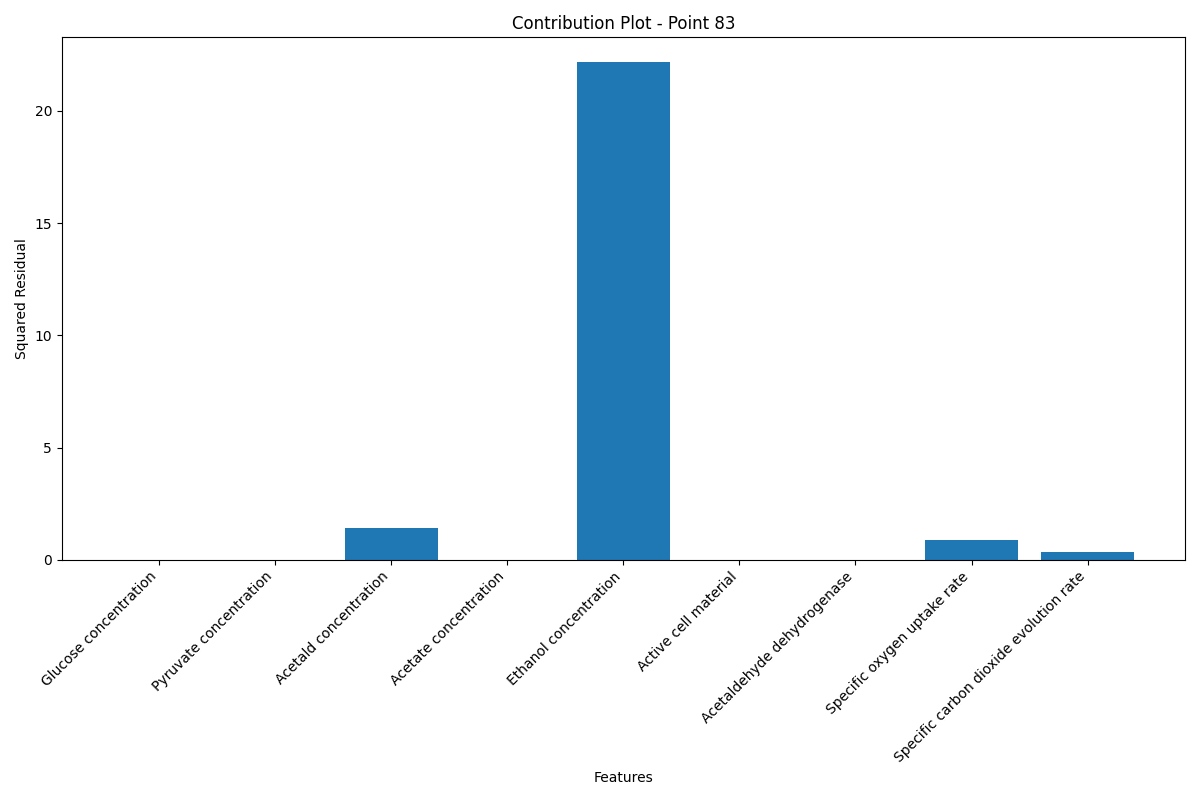 Contribution Plot - Point 83
Squared Residual
20
15
10
5
0
Glucose concentration
Pyruvate concentration
Acetald concentration
Acetate concentration
Ethanol concentration
Active cell material
Acetaldehyde dehydrogenase
Specific oxygen uptake rate
Specific carbon dioxide evolution rate
Features